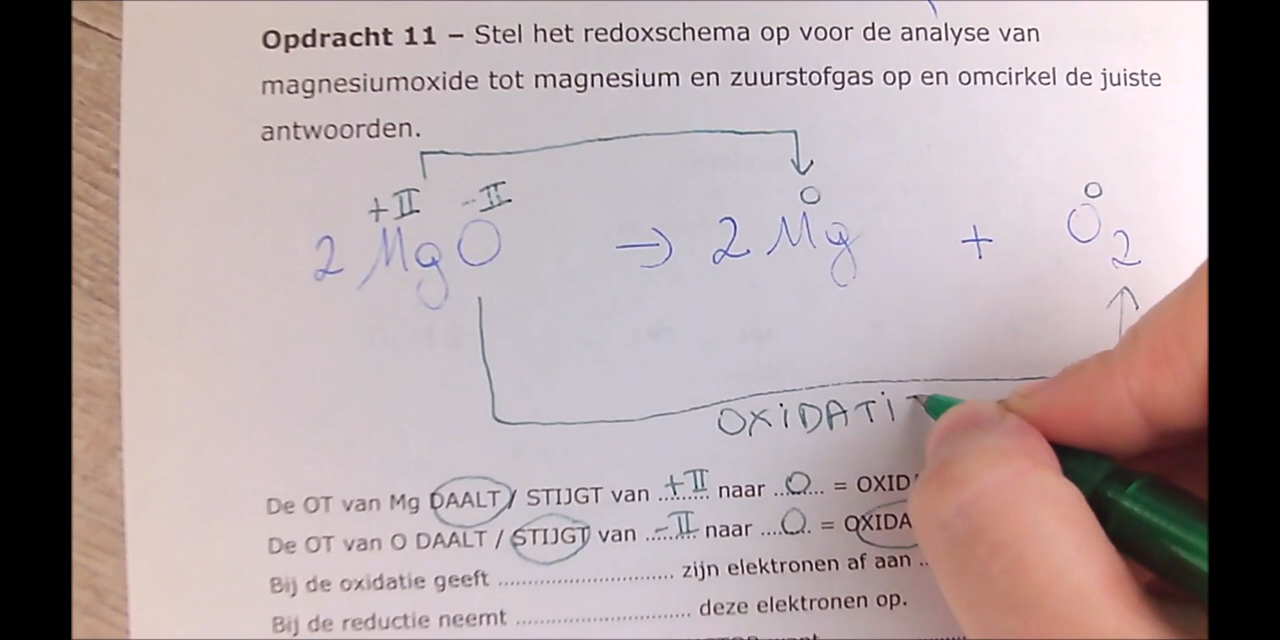 Opdracht 11 – Stel het redoxschema op voor de analyse van
magnesiumoxide tot magnesium en zuurstofgas op en omcirkel de juiste
antwoorden.
+II -II 0 0
2 MgO → 2 Mg + O2
OXIDATI
De OT van Mg DAALT / STIJGT van +II naar 0 = OXID
De OT van O DAALT / STIJGT van -II naar 0 = OXIDA
Bij de oxidatie geeft .............................. zijn elektronen af aan ..
Bij de reductie neemt .............................. deze elektronen op.